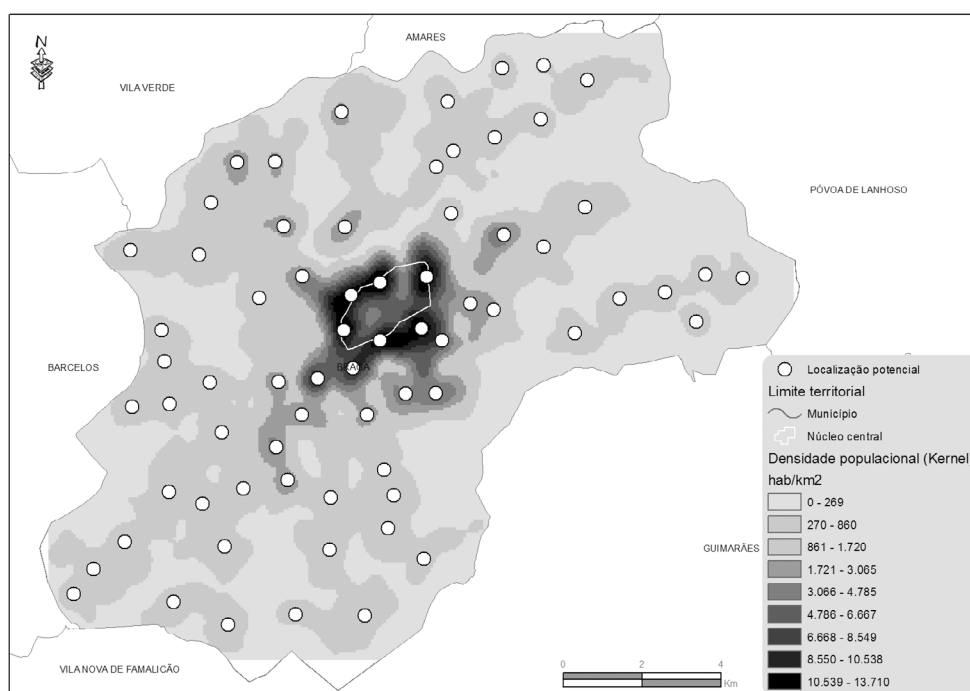 AMARES
N
VILA VERDE
PÓVOA DE LANHOSO
BARCELOS
BRAGA
GUIMARÃES
VILA NOVA DE FAMALICÃO
0 2 4
Km
Localização potencial
Limite territorial
Município
Núcleo central
Densidade populacional (Kernel
hab/km2
0 - 269
270 - 860
861 - 1.720
1.721 - 3.065
3.066 - 4.785
4.786 - 6.667
6.668 - 8.549
8.550 - 10.538
10.539 - 13.710